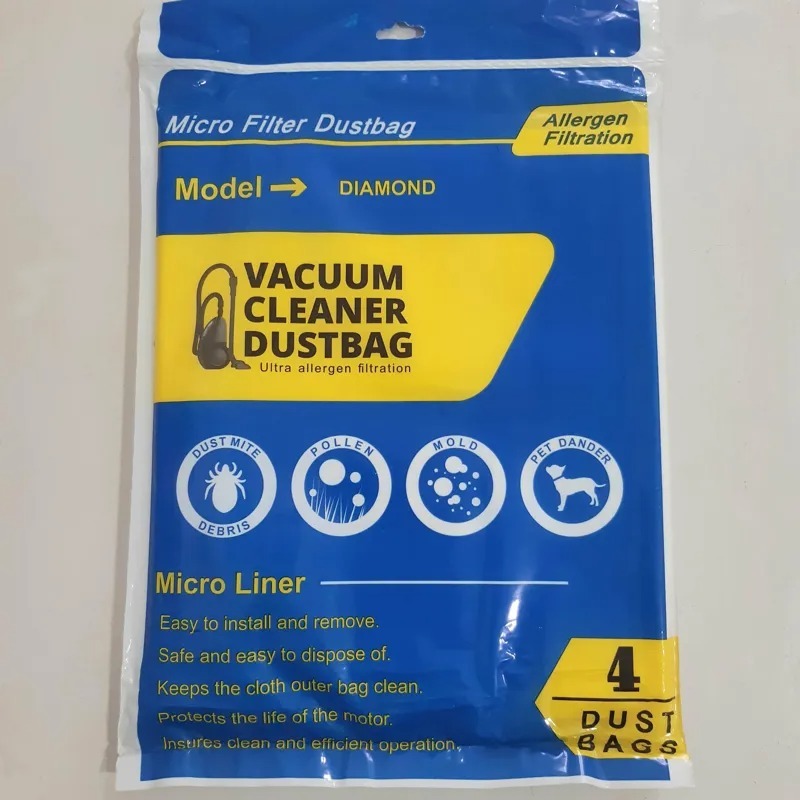 Micro Filter Dustbag
Allergen
Filtration
Model → DIAMOND
VACUUM
CLEANER
DUSTBAG
Ultra allergen filtration
DUST MITE
DEBRIS
POLLEN
MOLD
PET DANDER
Micro Liner
Easy to install and remove.
Safe and easy to dispose of.
Keeps the cloth outer bag clean.
Protects the life of the motor.
Insures clean and efficient operation.
4
DUST
BAGS